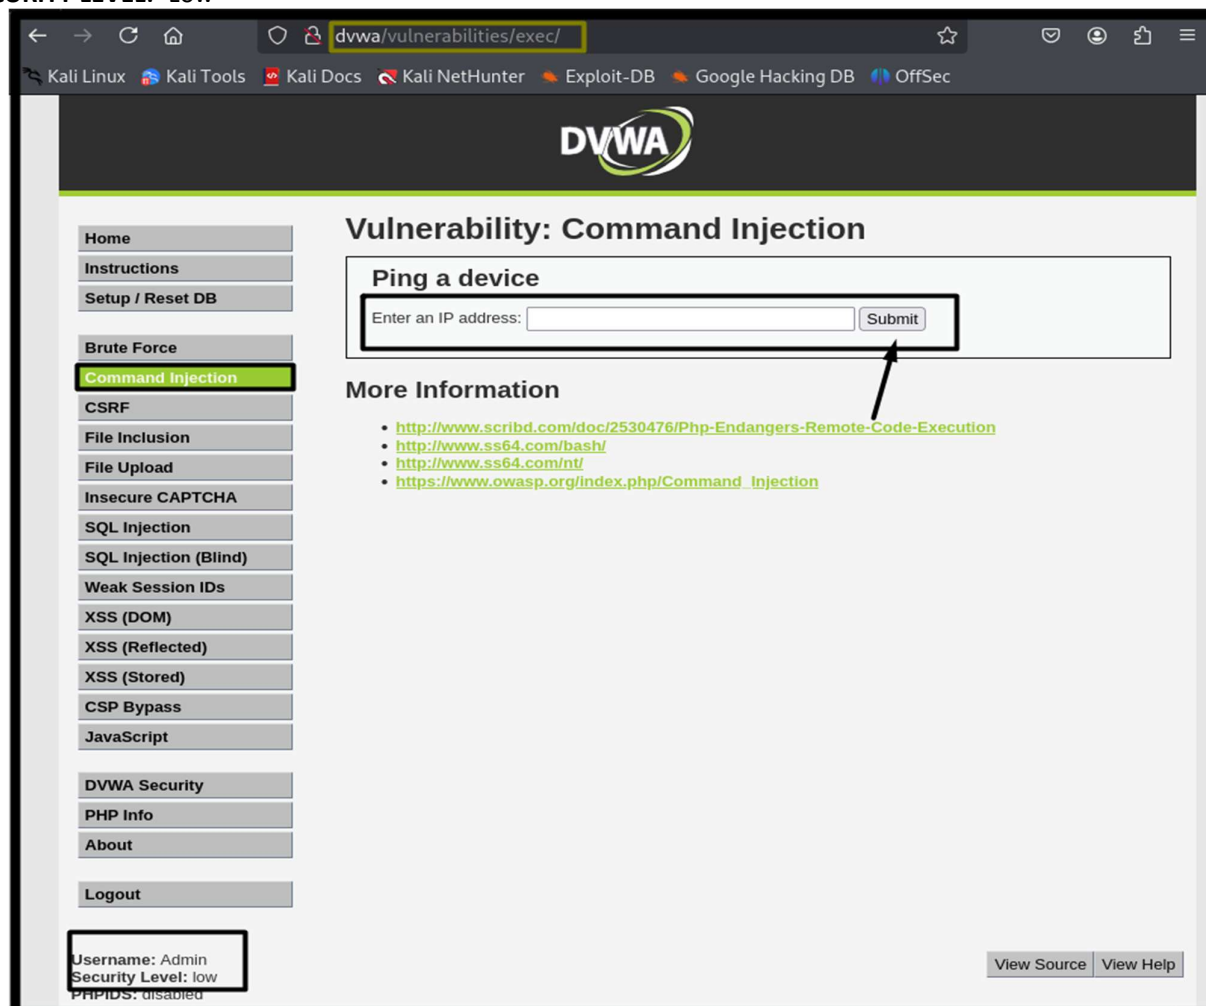 dvwa/vulnerabilities/exec/
Kali Linux Kali Tools Kali Docs Kali NetHunter Exploit-DB Google Hacking DB OffSec
DVWA
Vulnerability: Command Injection
Home
Instructions
Setup / Reset DB
Brute Force
Command Injection
CSRF
File Inclusion
File Upload
Insecure CAPTCHA
SQL Injection
SQL Injection (Blind)
Weak Session IDs
XSS (DOM)
XSS (Reflected)
XSS (Stored)
CSP Bypass
JavaScript
DVWA Security
PHP Info
About
Logout
Ping a device
Enter an IP address: Submit
More Information
http://www.scribd.com/doc/2530476/Php-Endangers-Remote-Code-Execution
http://www.ss64.com/bash/
http://www.ss64.com/nt/
https://www.owasp.org/index.php/Command_Injection
Username: Admin
Security Level: low
PHPIDS: disabled
View Source View Help